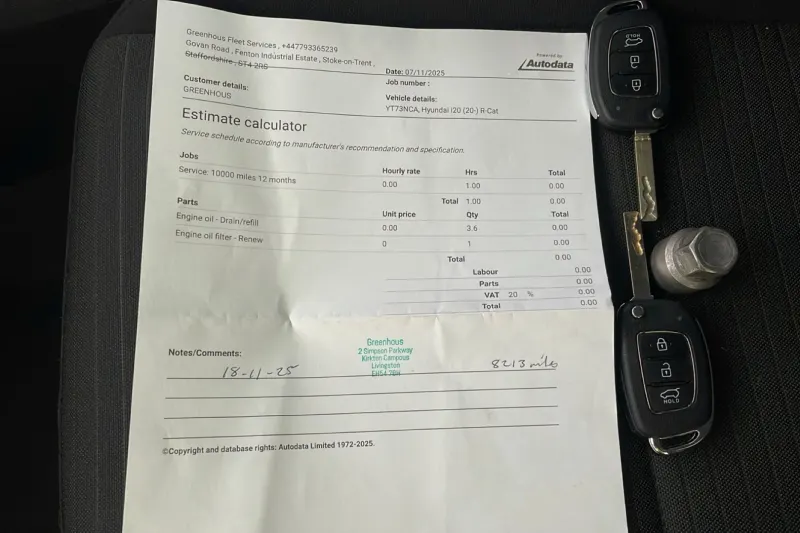 Greenhous Fleet Services , +447793365239
Govan Road , Fenton Industrial Estate , Stoke-on-Trent ,
Staffordshire , ST4 2RS
Powered by
Autodata
Date: 07/11/2025
Job number :
Customer details:
GREENHOUS
Vehicle details:
YT73NCA, Hyundai I20 (20-) R-Cat
Estimate calculator
Service schedule according to manufacturer's recommendation and specification.
Jobs Hourly rate Hrs Total
Service: 10000 miles 12 months 0.00 1.00 0.00
Total 1.00 0.00
Parts Unit price Qty Total
Engine oil - Drain/refill 0.00 3.6 0.00
Engine oil filter - Renew 0 1 0.00
Total 0.00
Labour 0.00
Parts 0.00
VAT 20 % 0.00
Total 0.00
Notes/Comments:
18-11-25
Greenhous
2 Simpson Parkway
Kirkton Campous
Livingston
EH54 7BH
8213 miles
©Copyright and database rights: Autodata Limited 1972-2025.
HOLD
HOLD